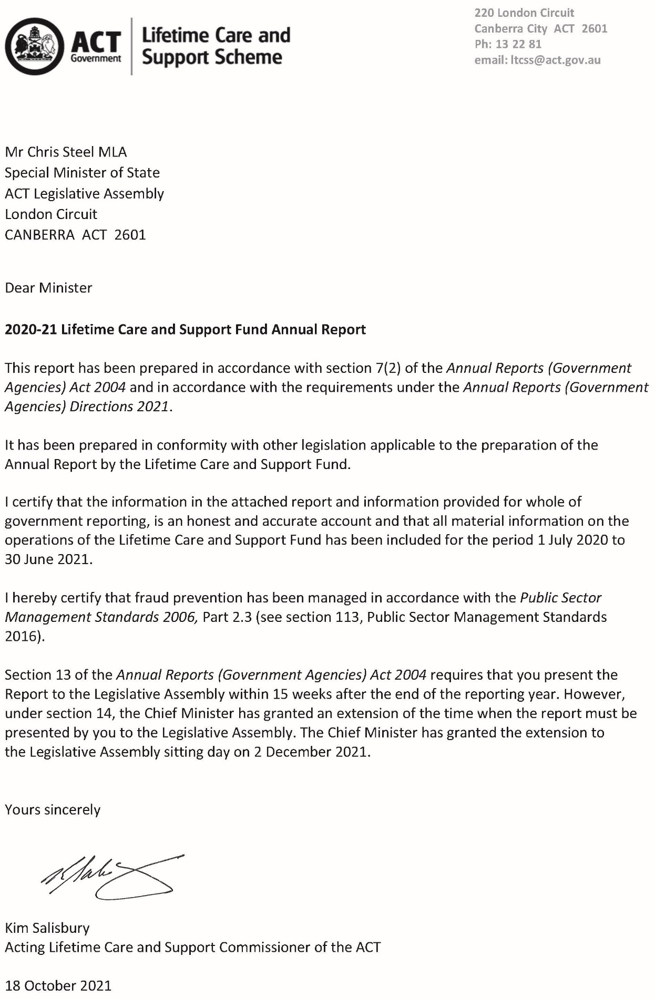 ACT
Government
Lifetime Care and
Support Scheme
220 London Circuit
Canberra City  ACT  2601
Ph: 13 22 81
email: ltcss@act.gov.au
Mr Chris Steel MLA
Special Minister of State
ACT Legislative Assembly
London Circuit
CANBERRA  ACT  2601
Dear Minister
2020-21 Lifetime Care and Support Fund Annual Report
This report has been prepared in accordance with section 7(2) of the Annual Reports (Government
Agencies) Act 2004 and in accordance with the requirements under the Annual Reports (Government
Agencies) Directions 2021.
It has been prepared in conformity with other legislation applicable to the preparation of the
Annual Report by the Lifetime Care and Support Fund.
I certify that the information in the attached report and information provided for whole of
government reporting, is an honest and accurate account and that all material information on the
operations of the Lifetime Care and Support Fund has been included for the period 1 July 2020 to
30 June 2021.
I hereby certify that fraud prevention has been managed in accordance with the Public Sector
Management Standards 2006, Part 2.3 (see section 113, Public Sector Management Standards
2016).
Section 13 of the Annual Reports (Government Agencies) Act 2004 requires that you present the
Report to the Legislative Assembly within 15 weeks after the end of the reporting year. However,
under section 14, the Chief Minister has granted an extension of the time when the report must be
presented by you to the Legislative Assembly. The Chief Minister has granted the extension to
the Legislative Assembly sitting day on 2 December 2021.
Yours sincerely
Kim Salisbury
Acting Lifetime Care and Support Commissioner of the ACT
18 October 2021